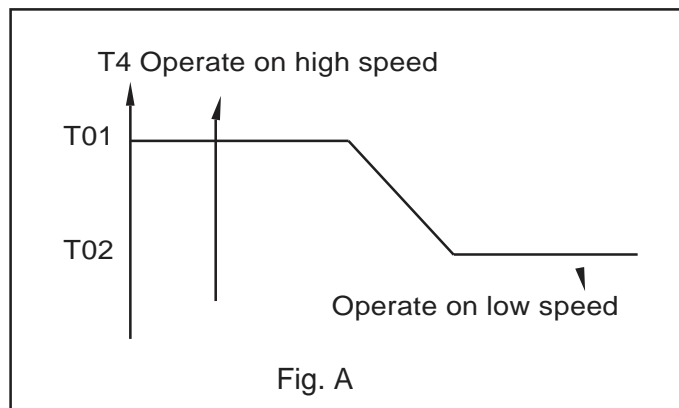 T4 Operate on high speed
T01
T02
Operate on low speed
Fig. A